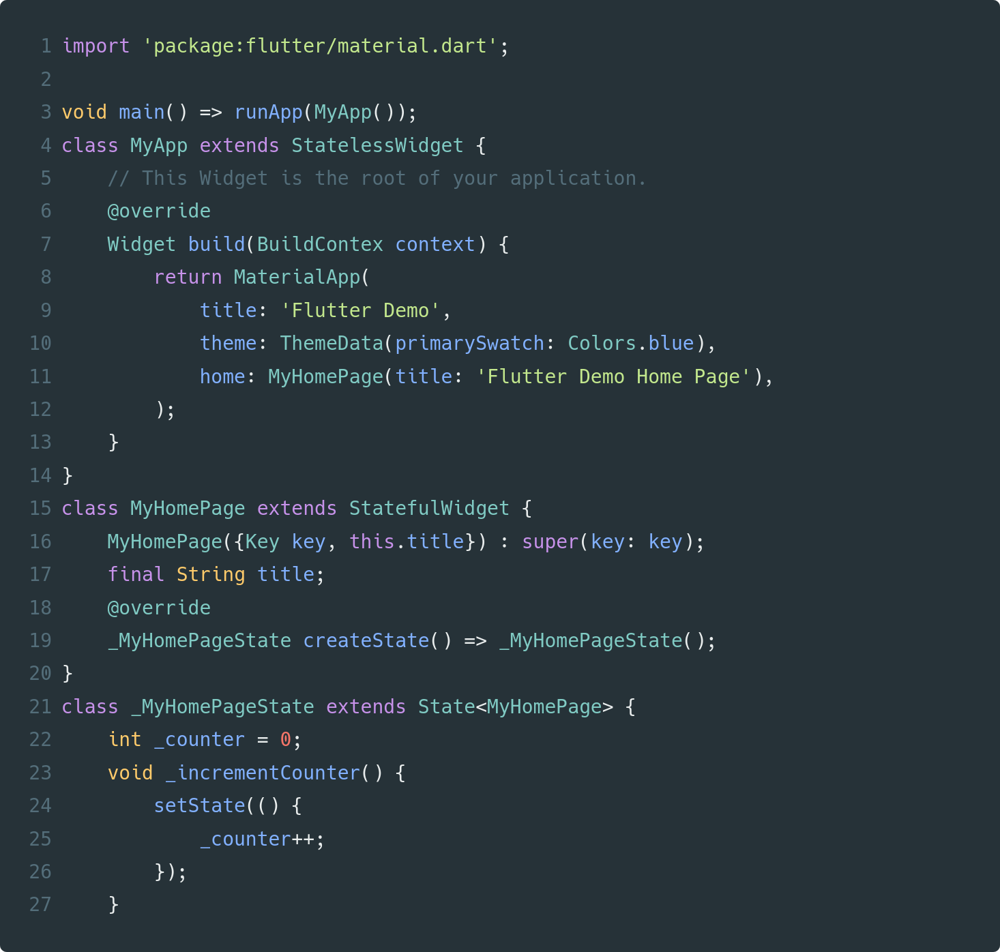 1 import 'package:flutter/material.dart';
2
3 void main() => runApp(MyApp());
4 class MyApp extends StatelessWidget {
5     // This Widget is the root of your application.
6     @override
7     Widget build(BuildContex context) {
8         return MaterialApp(
9             title: 'Flutter Demo',
10             theme: ThemeData(primarySwatch: Colors.blue),
11             home: MyHomePage(title: 'Flutter Demo Home Page'),
12         );
13     }
14 }
15 class MyHomePage extends StatefulWidget {
16     MyHomePage({Key key, this.title}) : super(key: key);
17     final String title;
18     @override
19     _MyHomePageState createState() => _MyHomePageState();
20 }
21 class _MyHomePageState extends State<MyHomePage> {
22     int _counter = 0;
23     void _incrementCounter() {
24         setState(() {
25             _counter++;
26         });
27     }